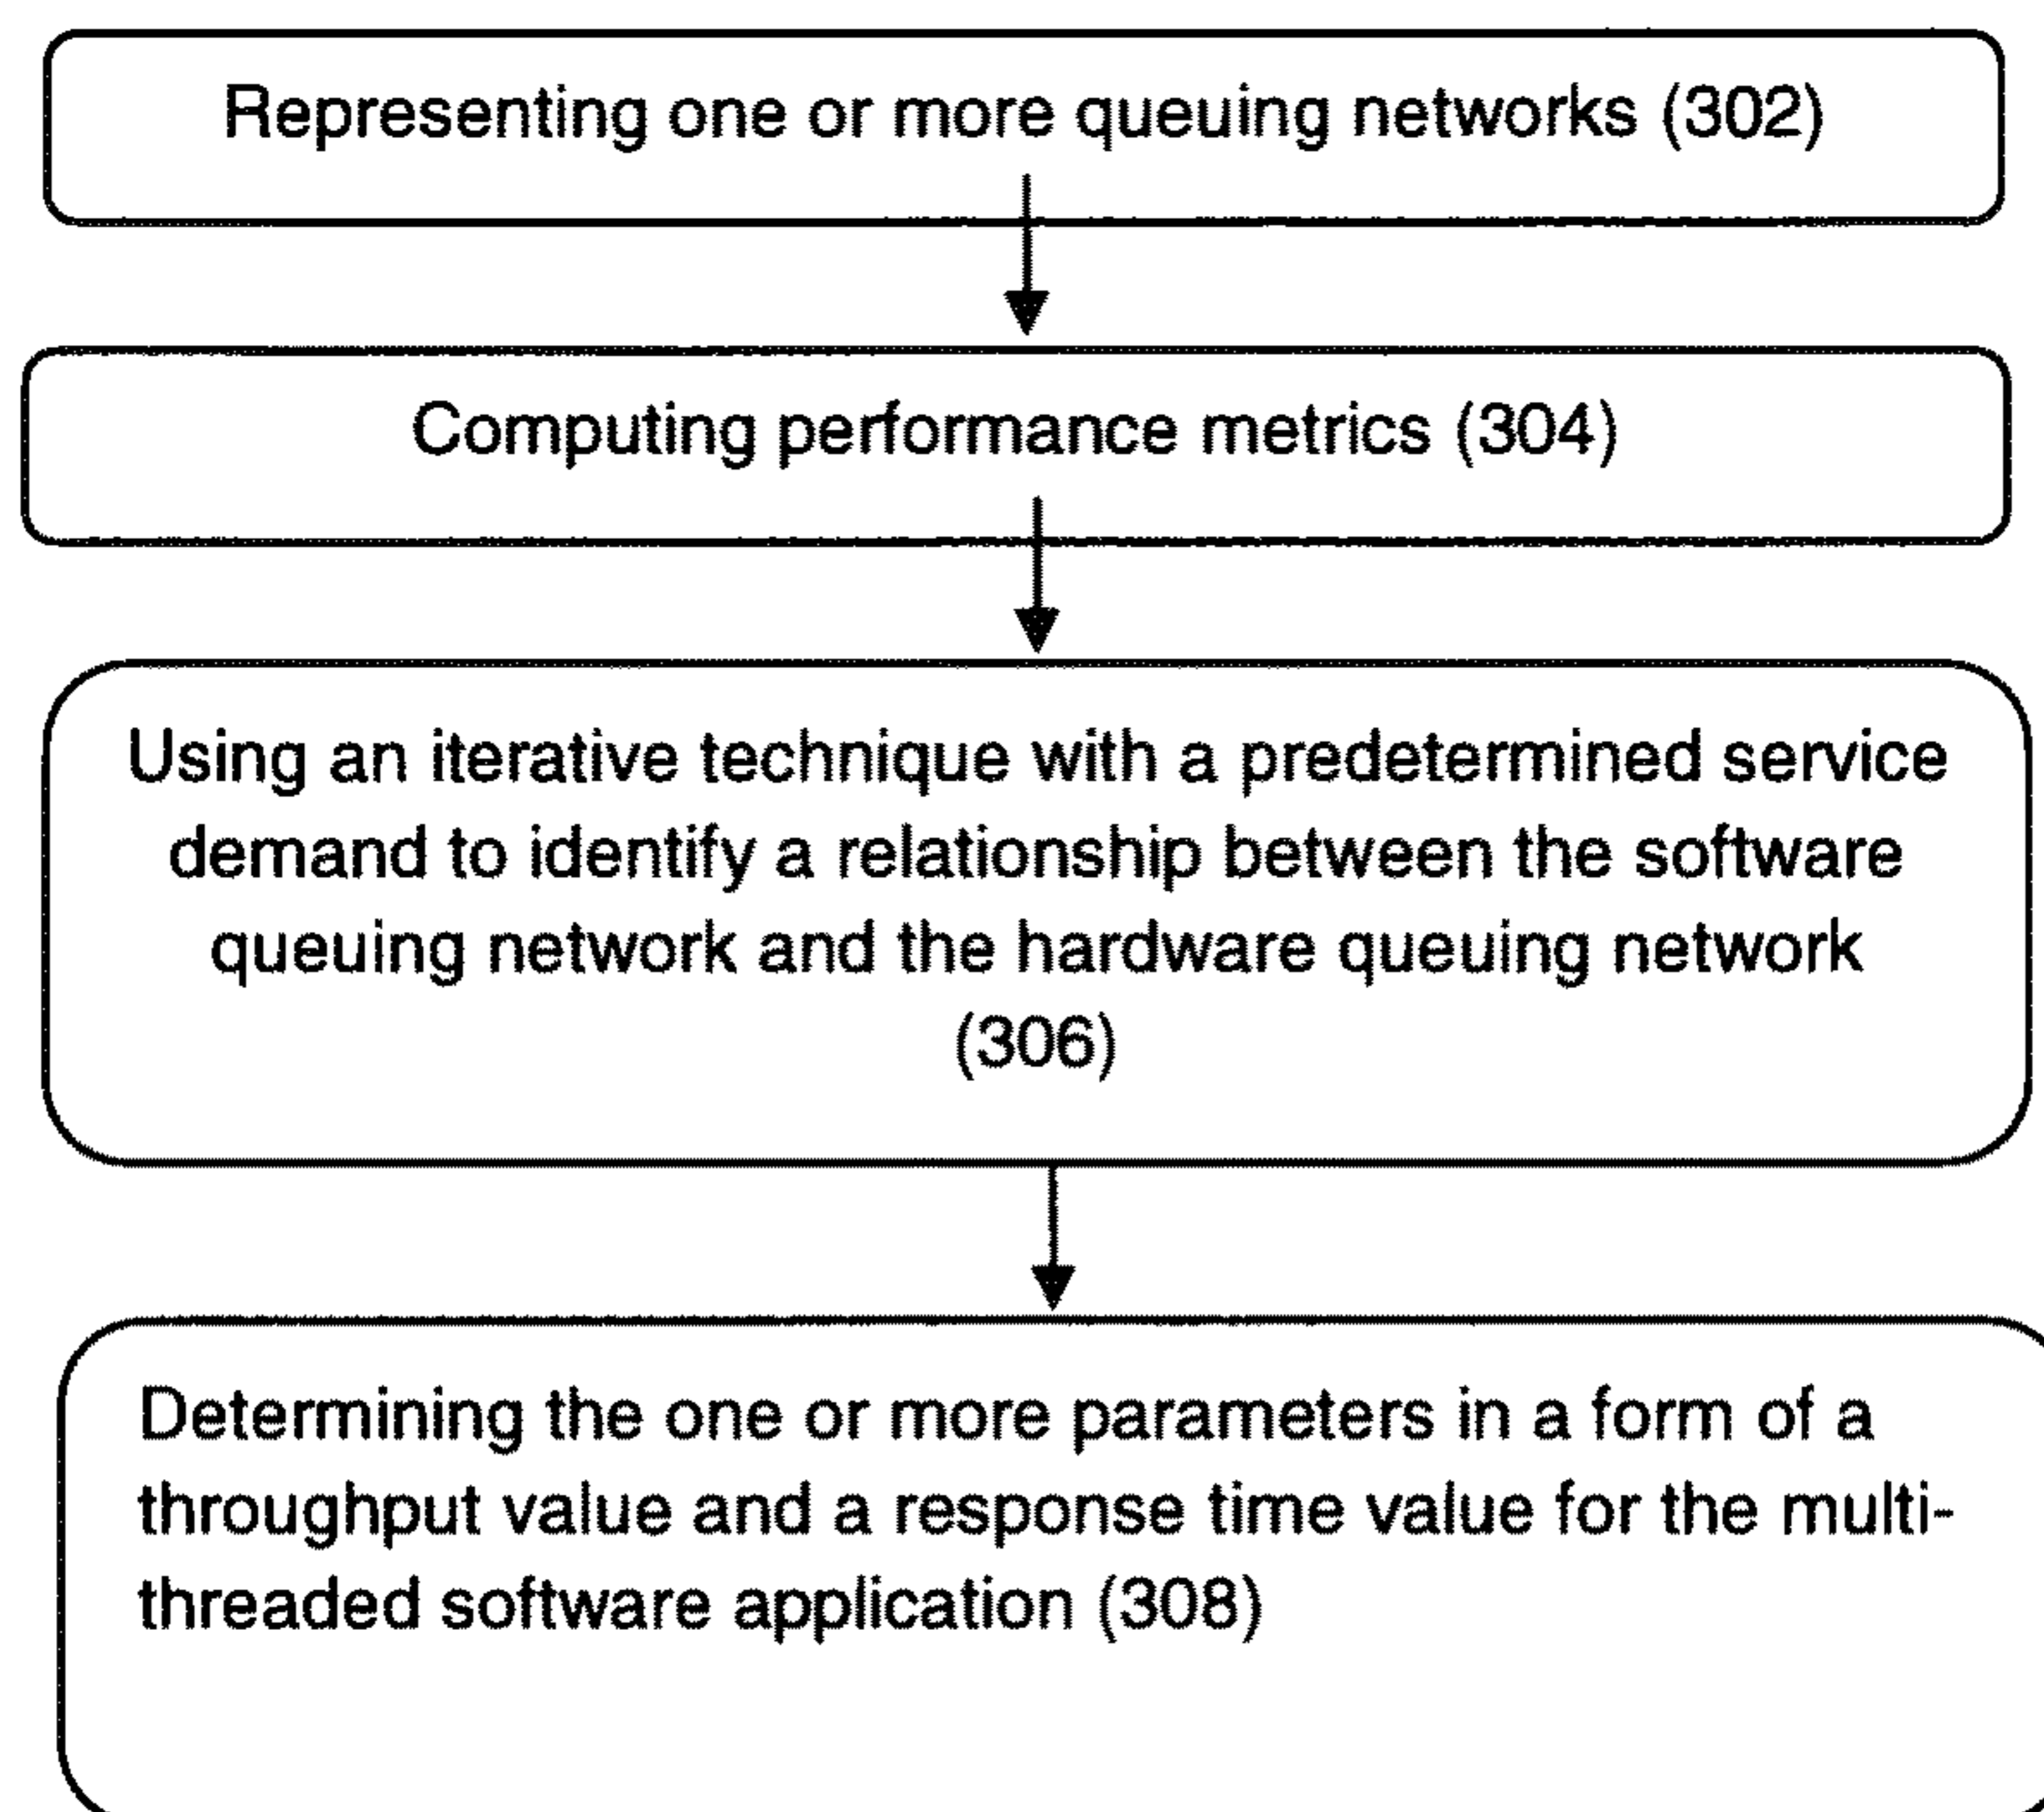 Representing one or more queuing networks (302)
Computing performance metrics (304)
Using an iterative technique with a predetermined service
demand to identify a relationship between the software
queuing network and the hardware queuing network
(306)
Determining the one or more parameters in a form of a
throughput value and a response time value for the multi-
threaded software application (308)